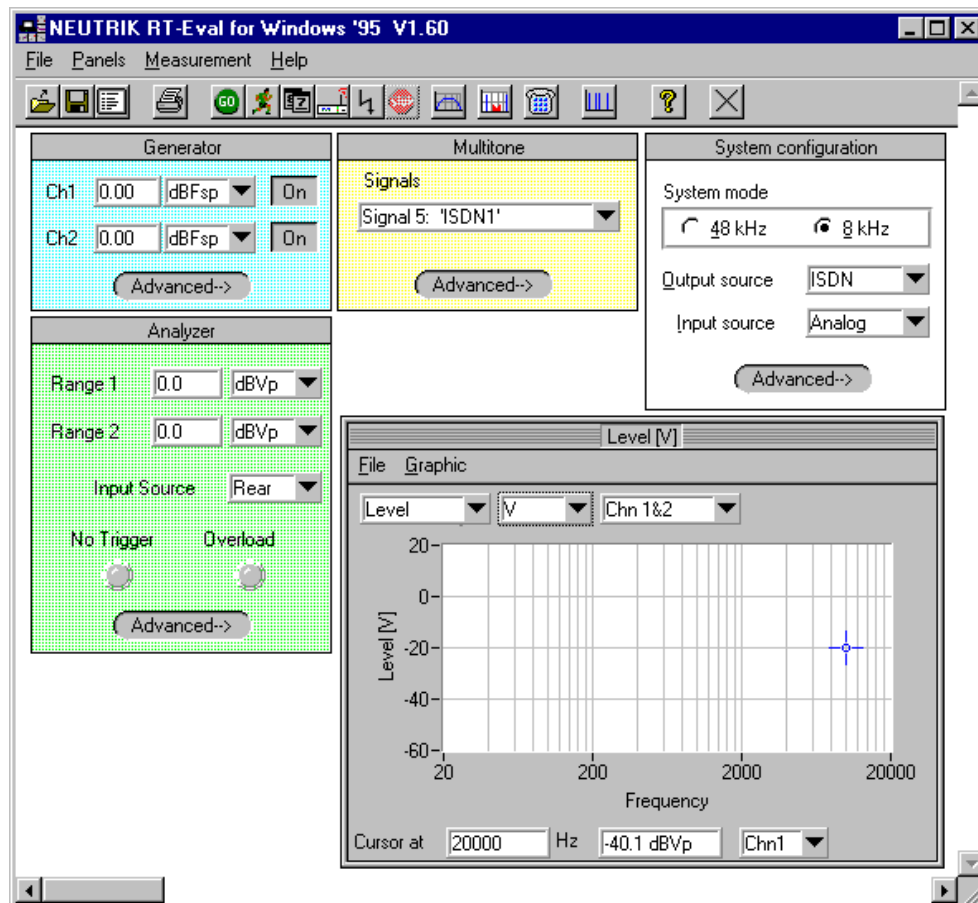 NEUTRIK RT-Eval for Windows '95 V1.60
File Panels Measurement Help
GO STOP ?
Generator
Ch1 0.00 dBFsp On
Ch2 0.00 dBFsp On
Advanced-->
Multitone
Signals
Signal 5: 'ISDN1'
Advanced-->
System configuration
System mode
48 kHz 8 kHz
Output source ISDN
Input source Analog
Advanced-->
Analyzer
Range 1 0.0 dBVp
Range 2 0.0 dBVp
Input Source Rear
No Trigger Overload
Advanced-->
Level [V]
File Graphic
Level V Chn 1&2
Level [V]
20
0
-20
-40
-60
20 200 2000 20000
Frequency
Cursor at 20000 Hz -40.1 dBVp Chn1